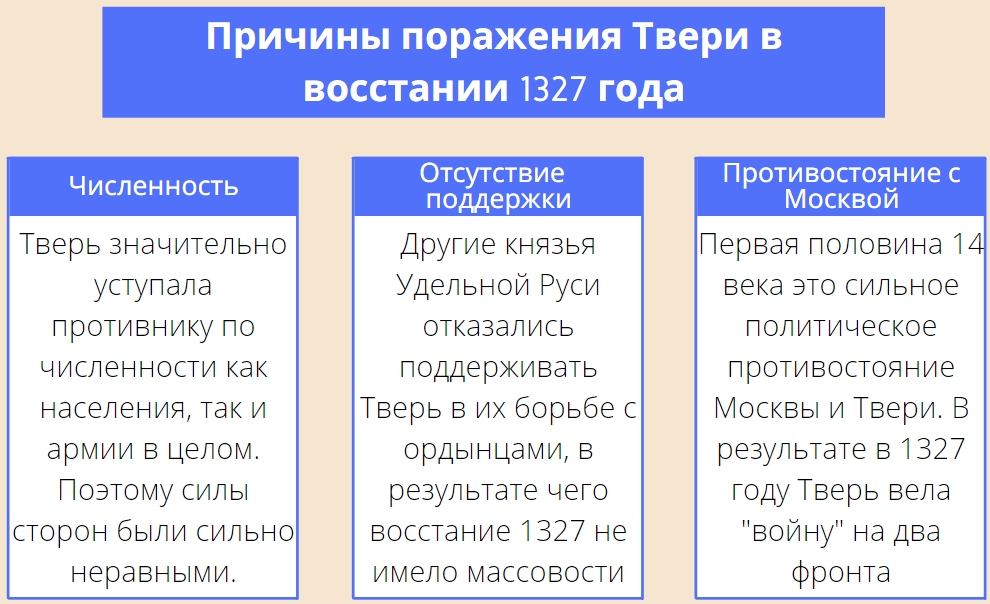 Причины поражения Твери в
восстании 1327 года
Численность
Тверь значительно
уступала
противнику по
численности как
населения, так и
армии в целом.
Поэтому силы
сторон были сильно
неравными.
Отсутствие
поддержки
Другие князья
Удельной Руси
отказались
поддерживать
Тверь в их борьбе с
ордынцами, в
результате чего
восстание 1327 не
имело массовости
Противостояние с
Москвой
Первая половина 14
века это сильное
политическое
противостояние
Москвы и Твери. В
результате в 1327
году Тверь вела
"войну" на два
фронта